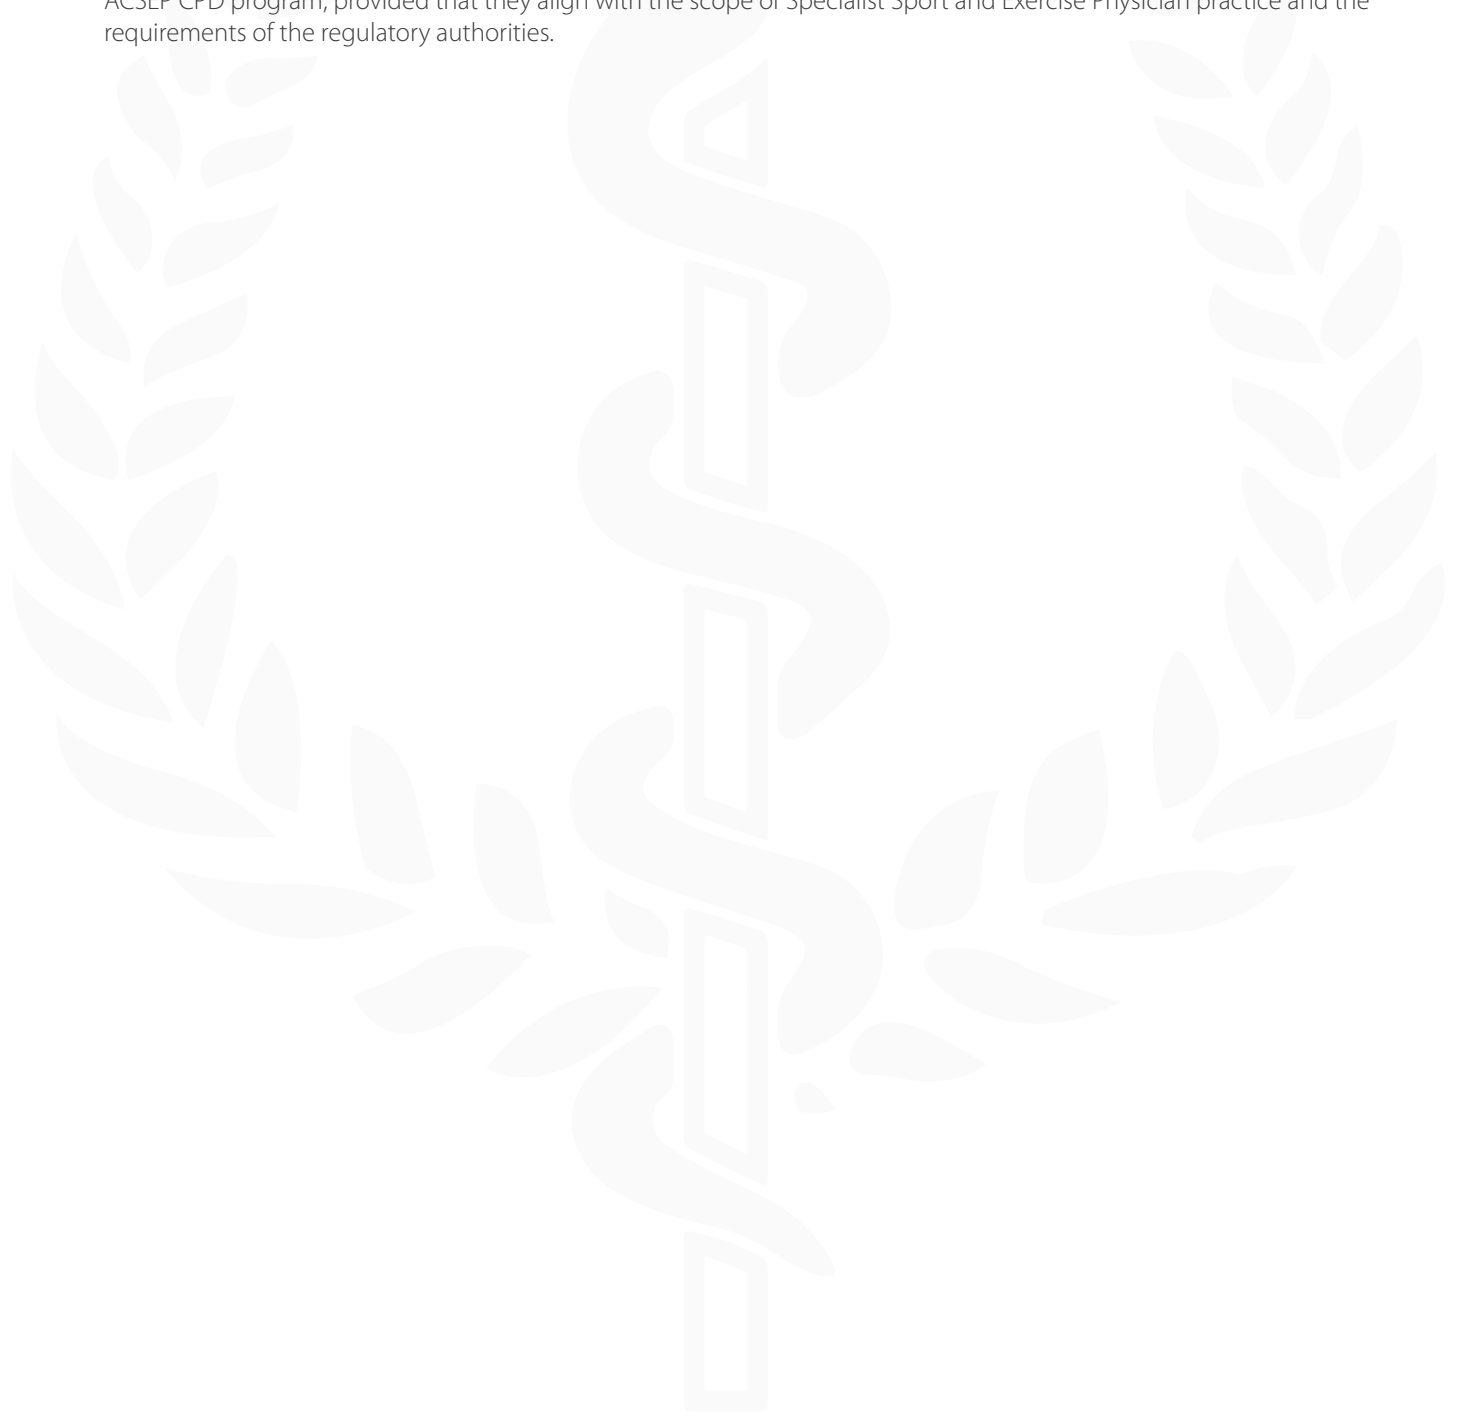 ACSEP CPD program, provided that they align with the scope of Specialist Sport and Exercise Physician practice and the
requirements of the regulatory authorities.